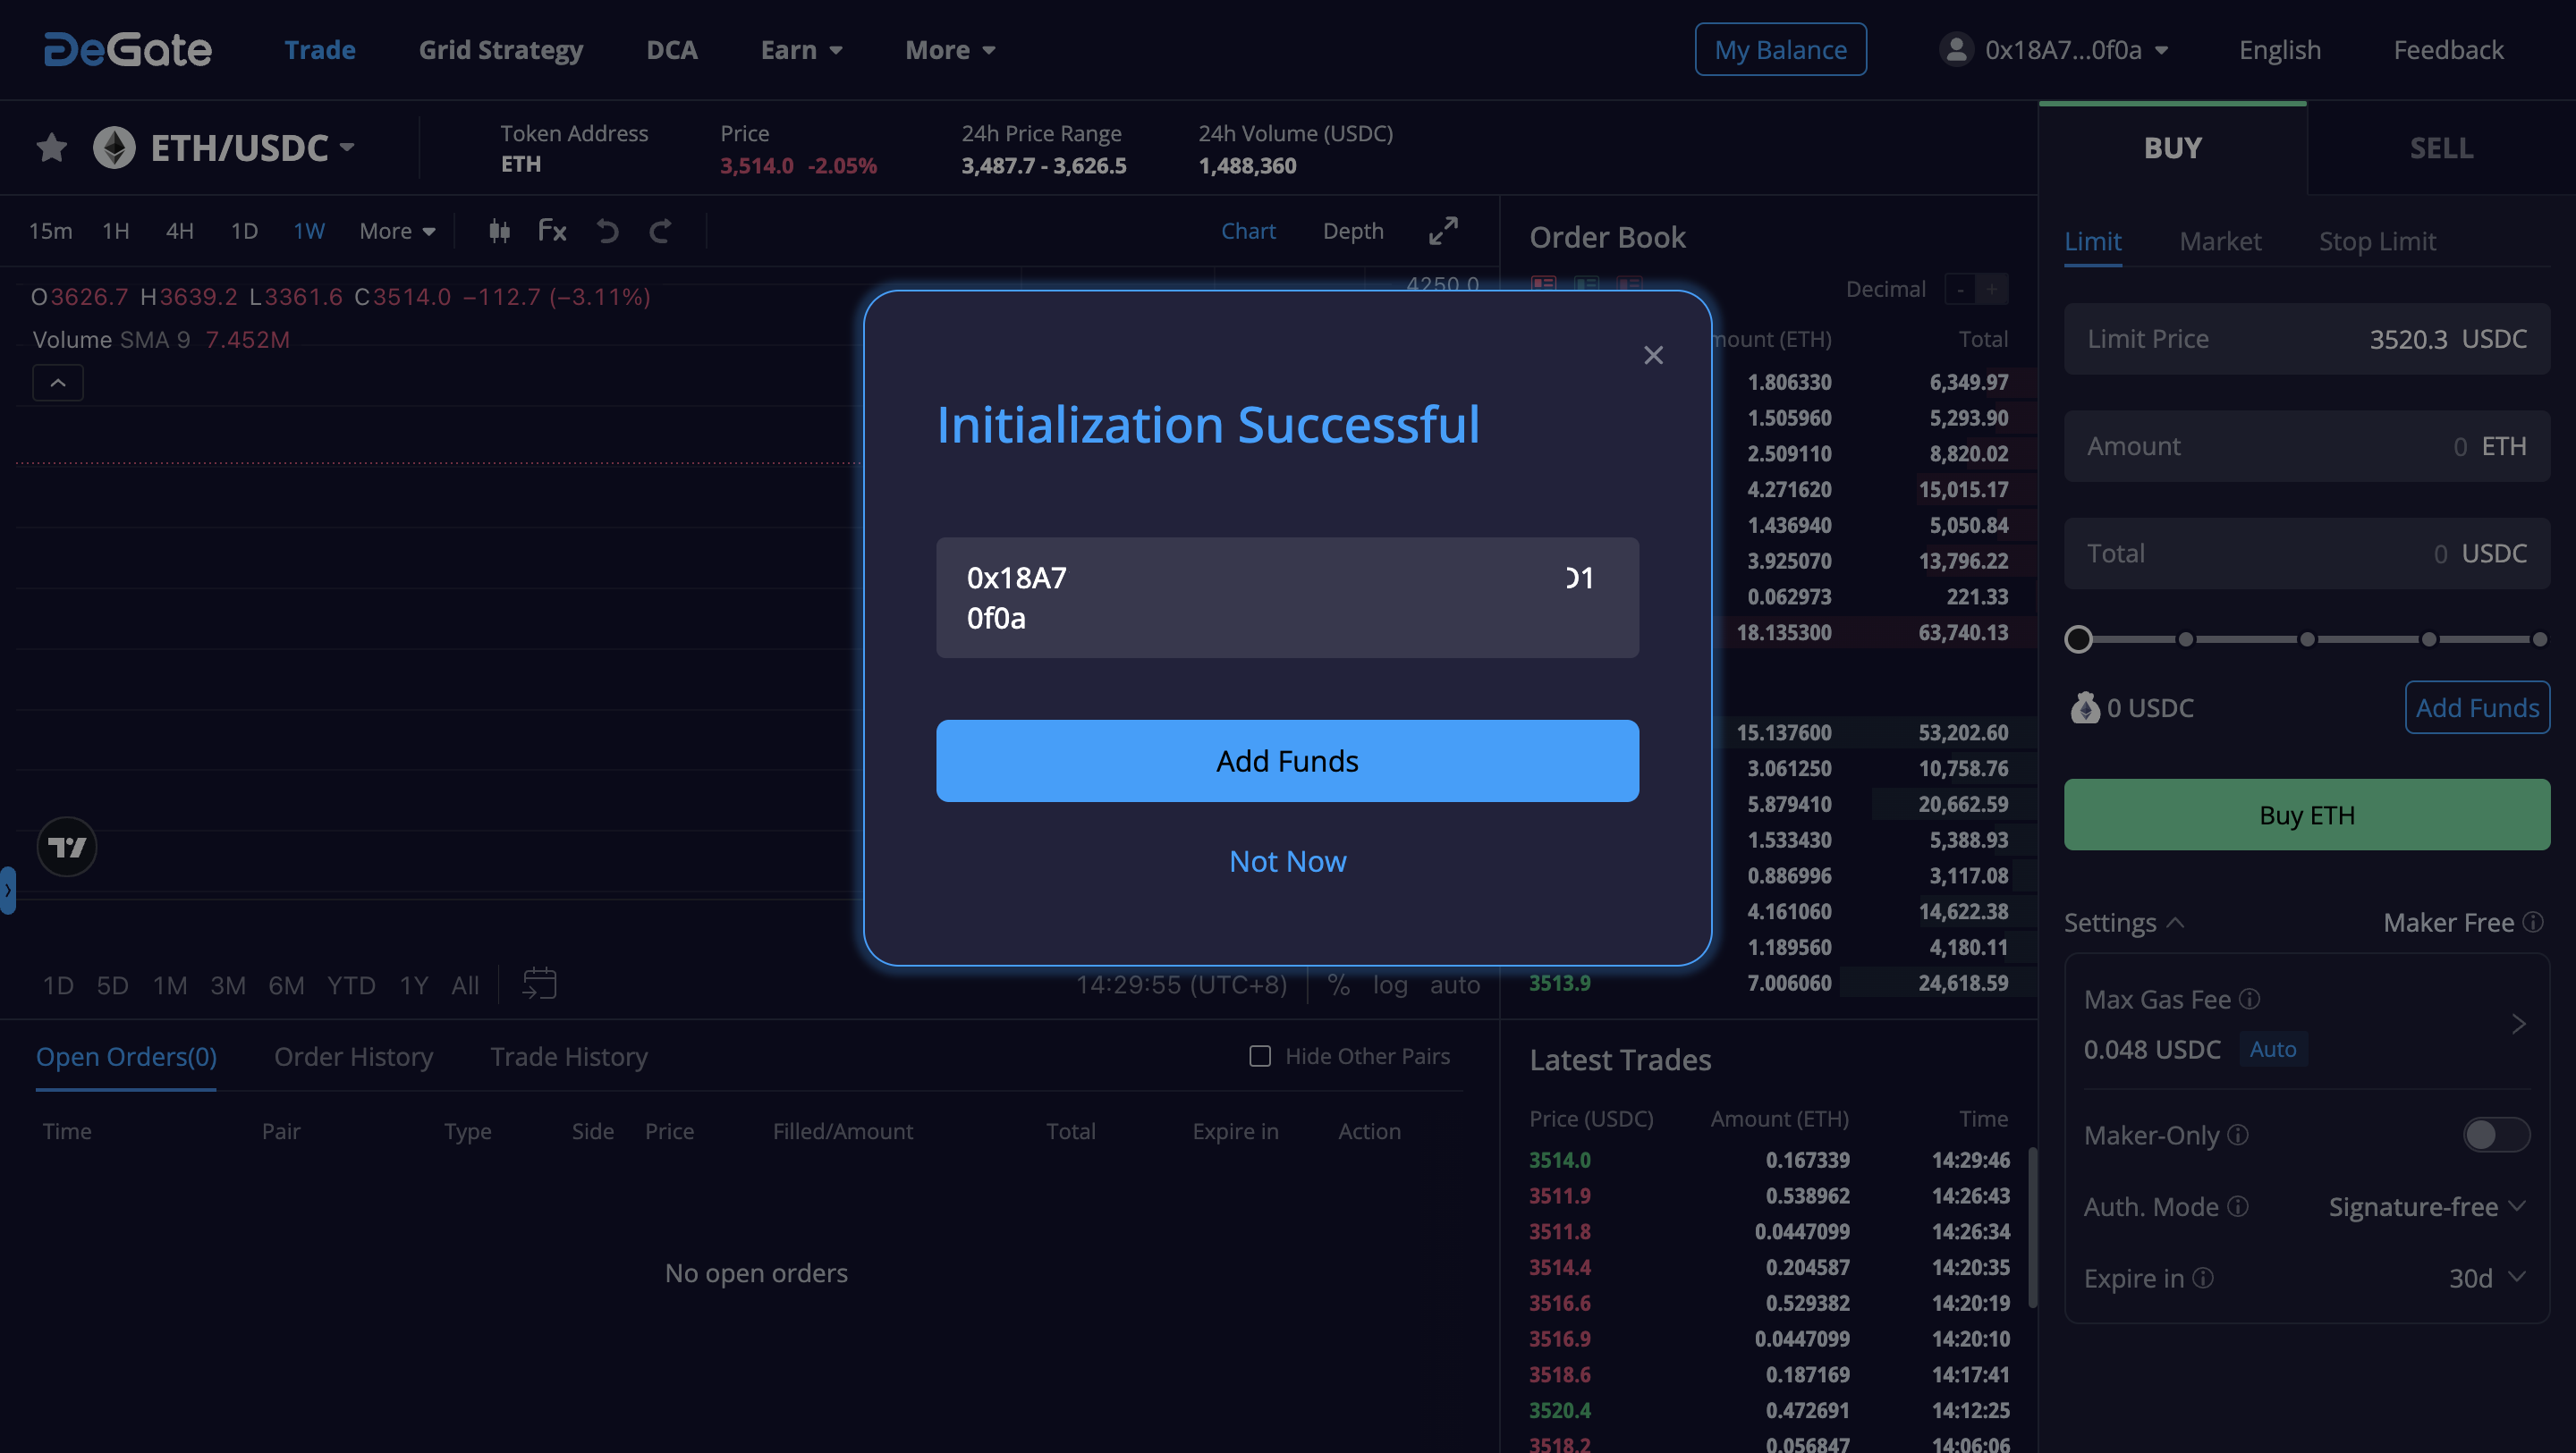 DeGate Trade Grid Strategy DCA Earn More My Balance 0x18A7...0f0a English Feedback
ETH/USDC
Token Address Price 24h Price Range 24h Volume (USDC)
ETH 3,514.0 -2.05% 3,487.7 - 3,626.5 1,488,360
BUY SELL
15m 1H 4H 1D 1W More Fx Chart Depth
O3626.7 H3639.2 L3361.6 C3514.0 −112.7 (−3.11%)
Volume SMA 9 7.452M
4250.0
Initialization Successful
0x18A7 D1
0f0a
Add Funds
Not Now
1D 5D 1M 3M 6M YTD 1Y All 14:29:55 (UTC+8) % log auto
Order Book
Decimal - +
mount (ETH) Total
1.806330 6,349.97
1.505960 5,293.90
2.509110 8,820.02
4.271620 15,015.17
1.436940 5,050.84
3.925070 13,796.22
0.062973 221.33
18.135300 63,740.13
15.137600 53,202.60
3.061250 10,758.76
5.879410 20,662.59
1.533430 5,388.93
0.886996 3,117.08
4.161060 14,622.38
1.189560 4,180.11
3513.9 7.006060 24,618.59
Limit Market Stop Limit
Limit Price 3520.3 USDC
Amount 0 ETH
Total 0 USDC
0 USDC Add Funds
Buy ETH
Settings Maker Free
Max Gas Fee
0.048 USDC Auto
Maker-Only
Auth. Mode Signature-free
Expire in 30d
Open Orders(0) Order History Trade History Hide Other Pairs
Time Pair Type Side Price Filled/Amount Total Expire in Action
No open orders
Latest Trades
Price (USDC) Amount (ETH) Time
3514.0 0.167339 14:29:46
3511.9 0.538962 14:26:43
3511.8 0.0447099 14:26:34
3514.4 0.204587 14:20:35
3516.6 0.529382 14:20:19
3516.9 0.0447099 14:20:10
3518.6 0.187169 14:17:41
3520.4 0.472691 14:12:25
3518.2 0.056847 14:06:06